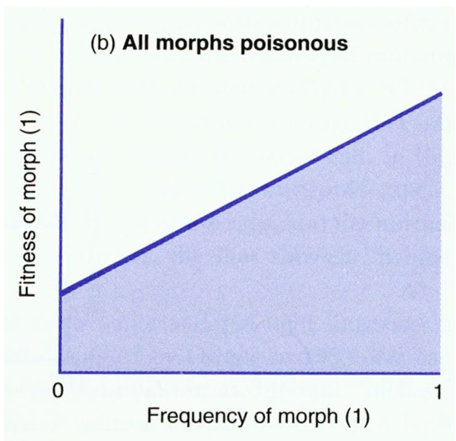 (b) All morphs poisonous
Fitness of morph (1)
0
1
Frequency of morph (1)